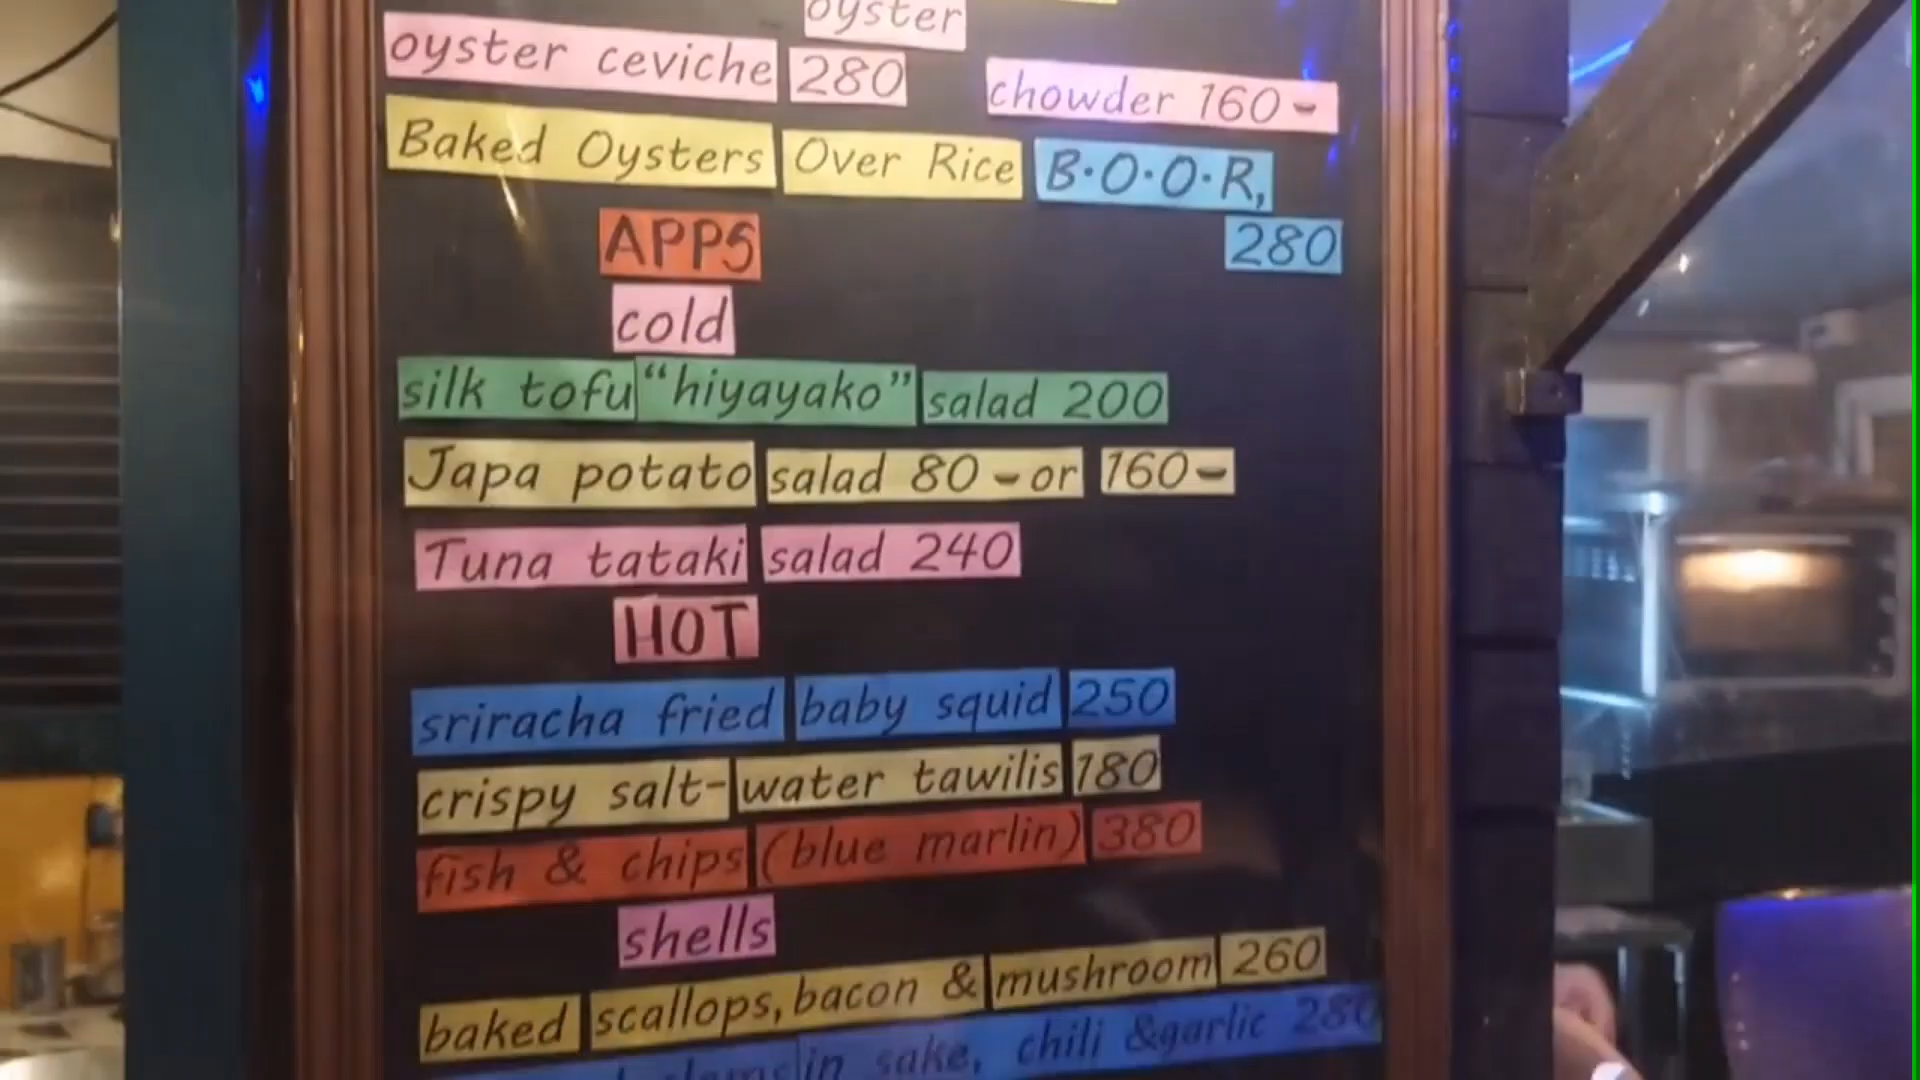 oyster
oyster ceviche 280 chowder 160-
Baked Oysters Over Rice B·O·O·R,
280
APPS
cold
silk tofu "hiyayako" salad 200
Japa potato salad 80-or 160-
Tuna tataki salad 240
HOT
sriracha fried baby squid 250
crispy salt-water tawilis 180
fish & chips (blue marlin) 380
shells
baked scallops, bacon & mushroom 260
clams in sake, chili &garlic 280